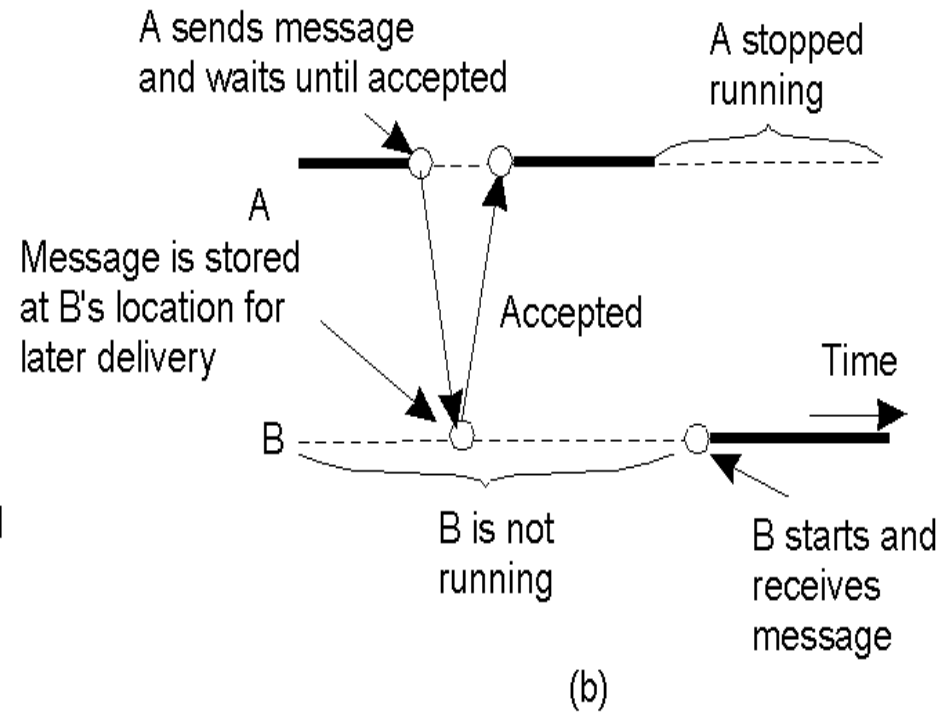 A sends message
and waits until accepted
A stopped
running
A
Message is stored
at B's location for
later delivery
Accepted
Time
B
B is not
running
B starts and
receives
message
(b)